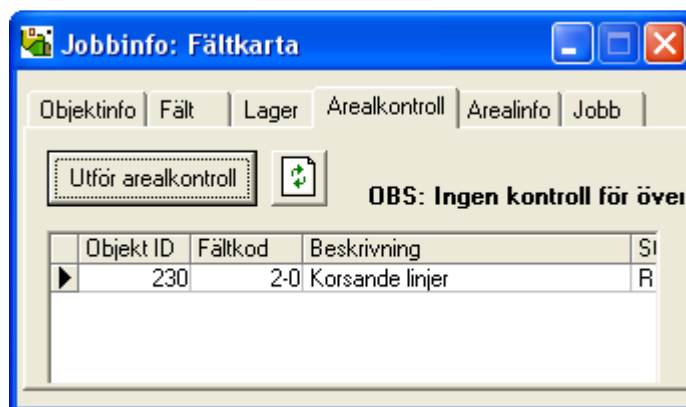 Jobbinfo: Fältkarta
Objektinfo Fält Lager Arealkontroll Arealinfo Jobb
Utför arealkontroll
OBS: Ingen kontroll för över
Objekt ID Fältkod Beskrivning
230 2-0 Korsande linjer R